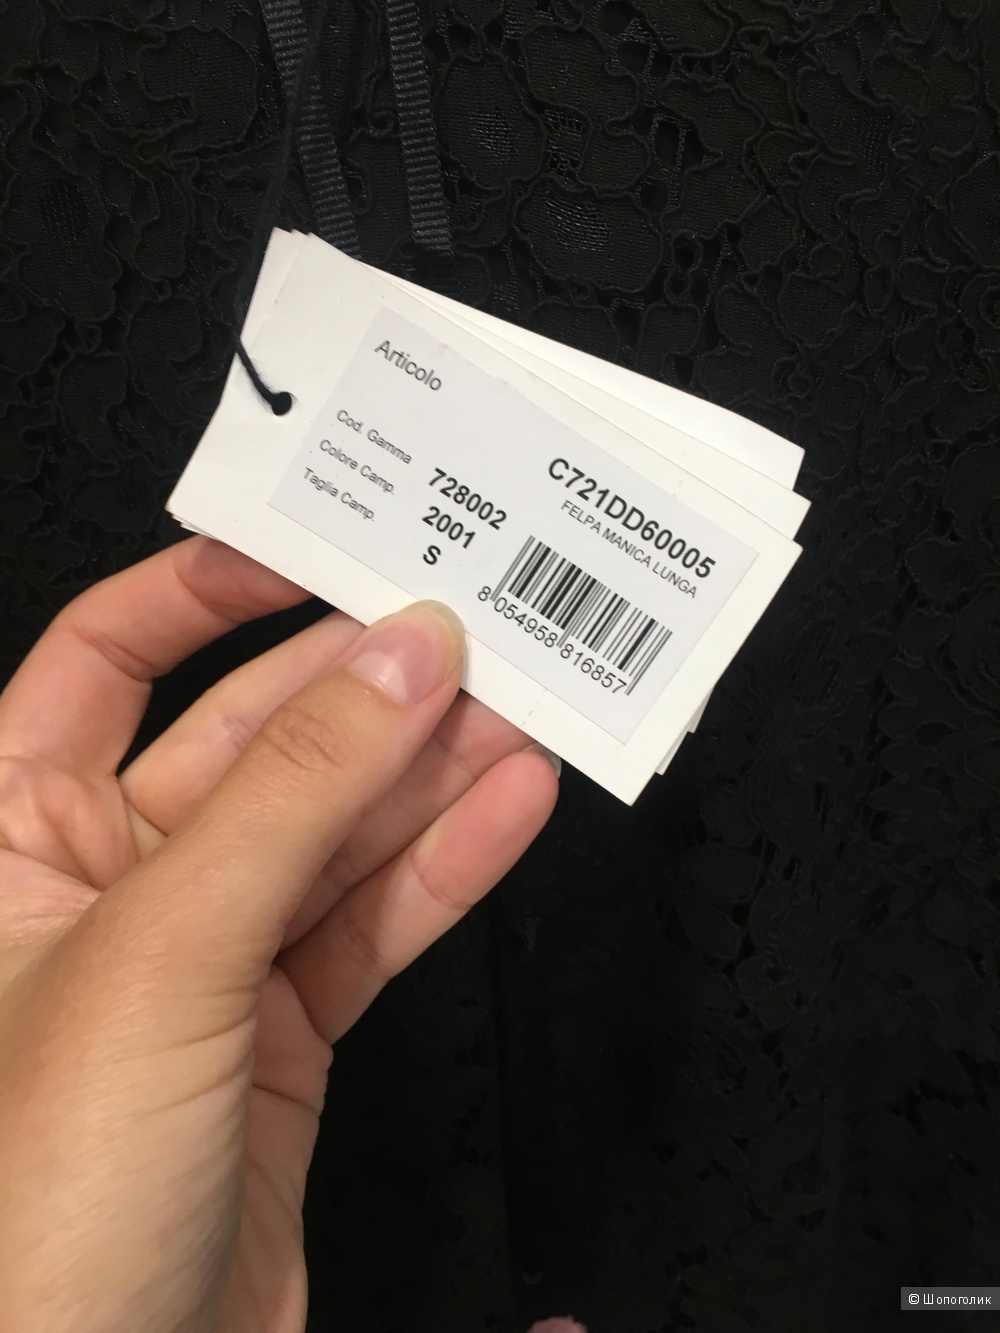 Articolo
C721DD60005
FELPA MANICA LUNGA
Cod. Gamma 728002
Colore Camp. 2001
Taglia Camp. S
8 054958 816857
© Шопоголик